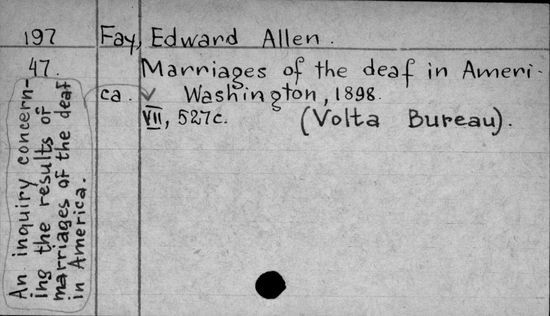 197 Fay, Edward Allen.
47. Marriages of the deaf in Ameri-
ca. Washington, 1898.
VII, 527c. (Volta Bureau).
An inquiry concern-
ing the results of
marriages of the deaf
in America.